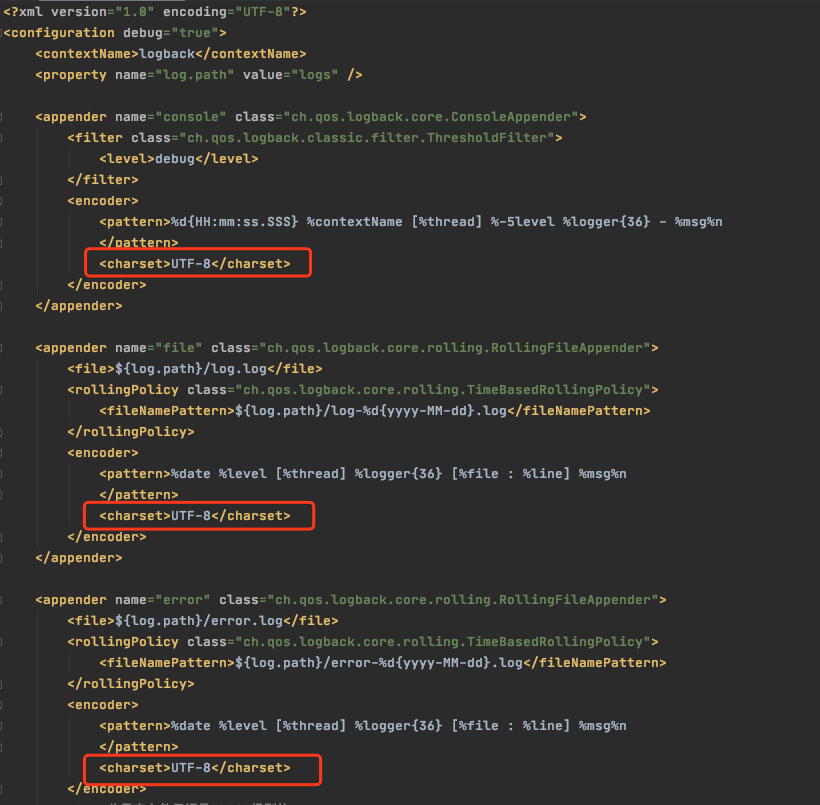 <?xml version="1.0" encoding="UTF-8"?>
<configuration debug="true">
    <contextName>logback</contextName>
    <property name="log.path" value="logs" />

    <appender name="console" class="ch.qos.logback.core.ConsoleAppender">
        <filter class="ch.qos.logback.classic.filter.ThresholdFilter">
            <level>debug</level>
        </filter>
        <encoder>
            <pattern>%d{HH:mm:ss.SSS} %contextName [%thread] %-5level %logger{36} - %msg%n
            </pattern>
            <charset>UTF-8</charset>
        </encoder>
    </appender>

    <appender name="file" class="ch.qos.logback.core.rolling.RollingFileAppender">
        <file>${log.path}/log.log</file>
        <rollingPolicy class="ch.qos.logback.core.rolling.TimeBasedRollingPolicy">
            <fileNamePattern>${log.path}/log-%d{yyyy-MM-dd}.log</fileNamePattern>
        </rollingPolicy>
        <encoder>
            <pattern>%date %level [%thread] %logger{36} [%file : %line] %msg%n
            </pattern>
            <charset>UTF-8</charset>
        </encoder>
    </appender>

    <appender name="error" class="ch.qos.logback.core.rolling.RollingFileAppender">
        <file>${log.path}/error.log</file>
        <rollingPolicy class="ch.qos.logback.core.rolling.TimeBasedRollingPolicy">
            <fileNamePattern>${log.path}/error-%d{yyyy-MM-dd}.log</fileNamePattern>
        </rollingPolicy>
        <encoder>
            <pattern>%date %level [%thread] %logger{36} [%file : %line] %msg%n
            </pattern>
            <charset>UTF-8</charset>
        </encoder>